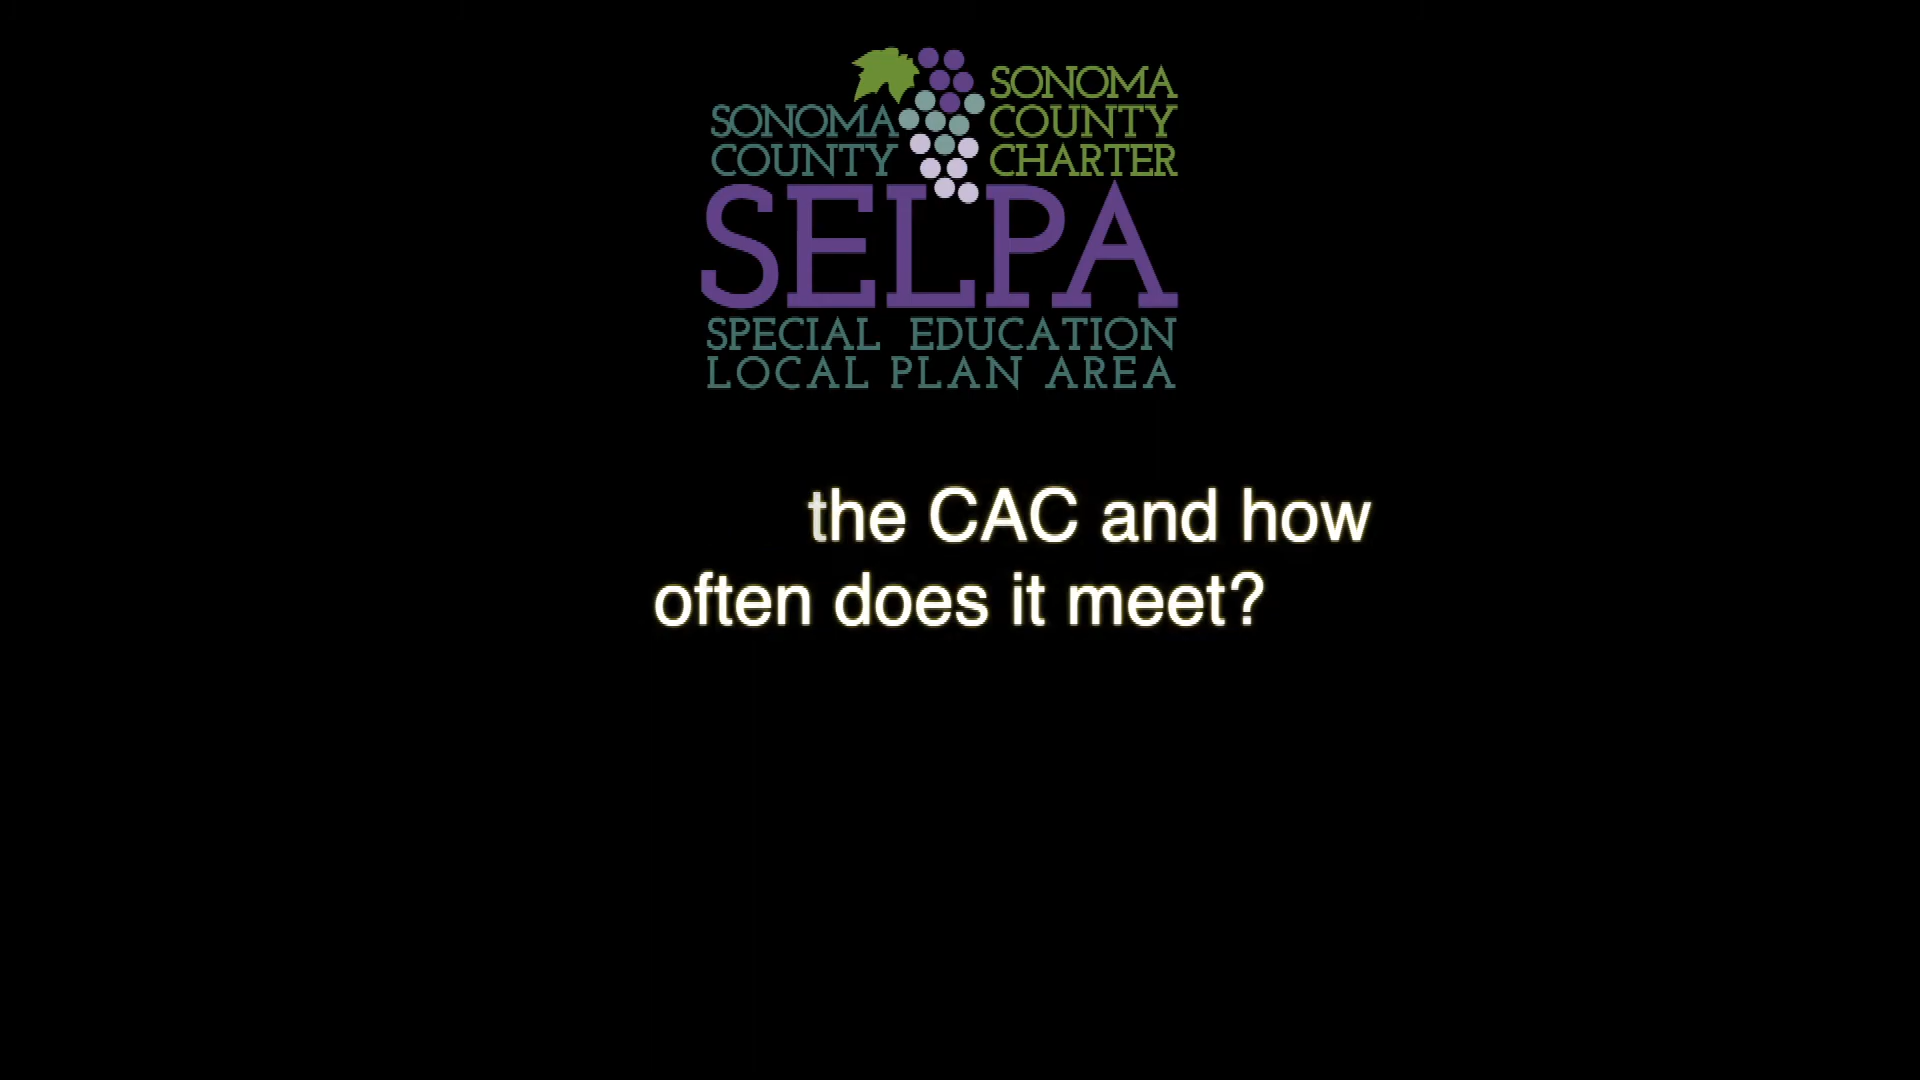 SONOMA
COUNTY
SONOMA
COUNTY
CHARTER
SELPA
SPECIAL EDUCATION
LOCAL PLAN AREA
the CAC and how
often does it meet?